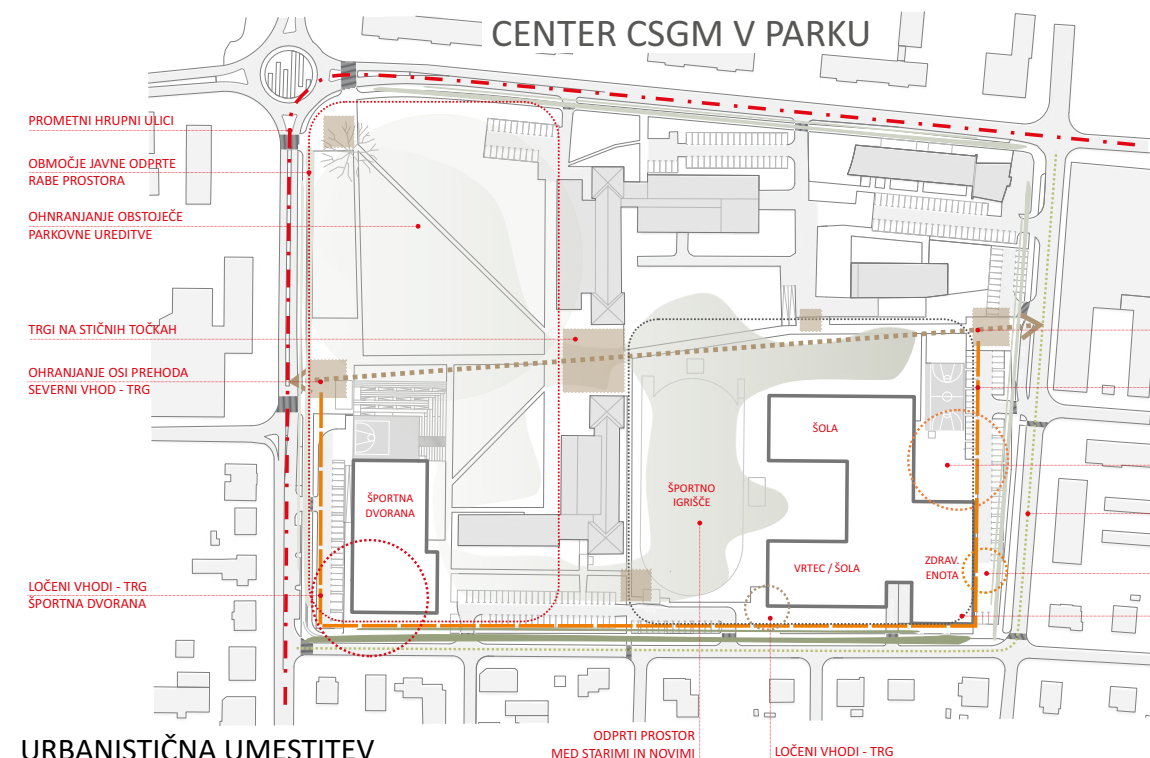 CENTER CSGM V PARKU
PROMETNI HRUPNI ULICI
OBMOČJE JAVNE ODPRTE
RABE PROSTORA
OHNRANJANJE OBSTOJEČE
PARKOVNE UREDITVE
TRGI NA STIČNIH TOČKAH
OHRANJANJE OSI PREHODA
SEVERNI VHOD - TRG
LOČENI VHODI - TRG
ŠPORTNA DVORANA
ŠPORTNA
DVORANA
ŠPORTNO
IGRIŠČE
ŠOLA
VRTEC / ŠOLA
ZDRAV.
ENOTA
ODPRTI PROSTOR
MED STARIMI IN NOVIMI
LOČENI VHODI - TRG
URBANISTIČNA UMESTITEV